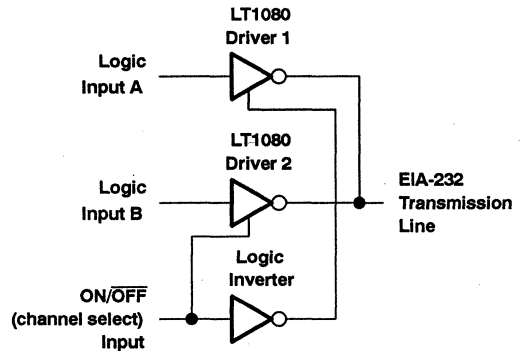 LT1080
Driver 1
Logic
Input A
LT1080
Driver 2
Logic
Input B
EIA-232
Transmission
Line
Logic
Inverter
ON/O̅F̅F̅
(channel select)
Input